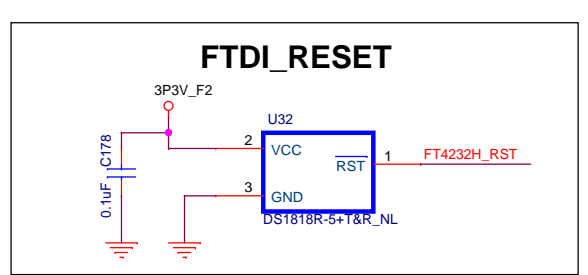 FTDI_RESET
3P3V_F2
U32
C178
0.1uF
2
VCC
RST
1
FT4232H_RST
3
GND
DS1818R-5+T&R_NL